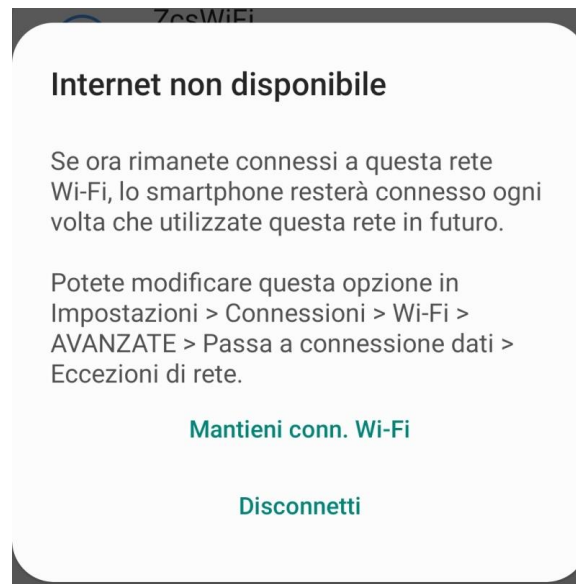 ZcsWiFi
Internet non disponibile
Se ora rimanete connessi a questa rete
Wi-Fi, lo smartphone resterà connesso ogni
volta che utilizzate questa rete in futuro.
Potete modificare questa opzione in
Impostazioni > Connessioni > Wi-Fi >
AVANZATE > Passa a connessione dati >
Eccezioni di rete.
Mantieni conn. Wi-Fi
Disconnetti